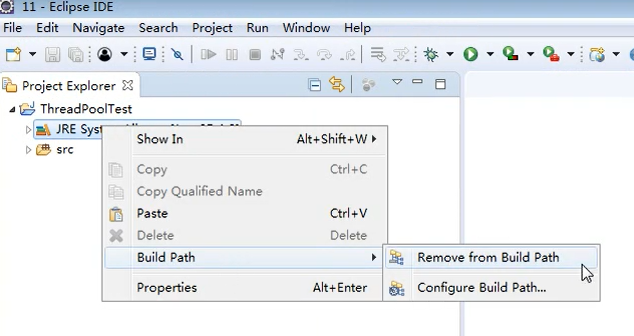 11 - Eclipse IDE
File Edit Navigate Search Project Run Window Help
Project Explorer
ThreadPoolTest
JRE Syst
src
Show In Alt+Shift+W
Copy Ctrl+C
Copy Qualified Name
Paste Ctrl+V
Delete Delete
Build Path
Remove from Build Path
Properties Alt+Enter
Configure Build Path...